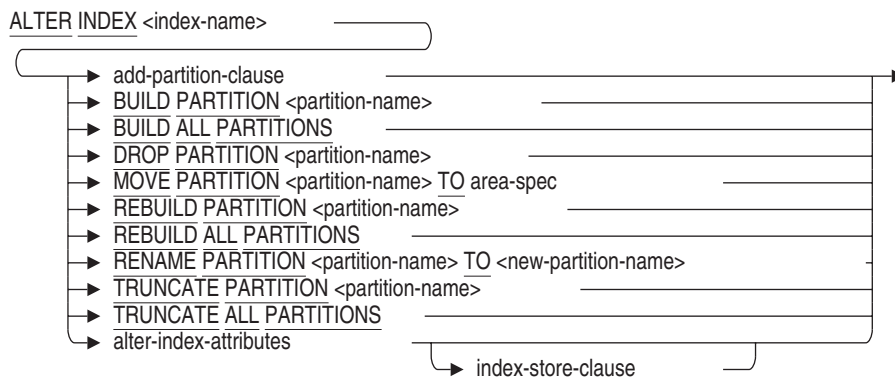 ALTER INDEX <index-name>
add-partition-clause
BUILD PARTITION <partition-name>
BUILD ALL PARTITIONS
DROP PARTITION <partition-name>
MOVE PARTITION <partition-name> TO area-spec
REBUILD PARTITION <partition-name>
REBUILD ALL PARTITIONS
RENAME PARTITION <partition-name> TO <new-partition-name>
TRUNCATE PARTITION <partition-name>
TRUNCATE ALL PARTITIONS
alter-index-attributes
index-store-clause